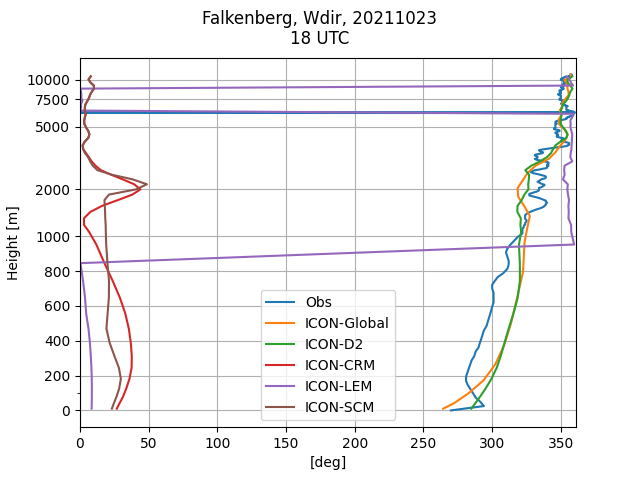 Falkenberg, Wdir, 20211023
18 UTC
Height [m]
10000
7500
5000
2000
1000
800
600
400
200
0
Obs
ICON-Global
ICON-D2
ICON-CRM
ICON-LEM
ICON-SCM
0 50 100 150 200 250 300 350
[deg]